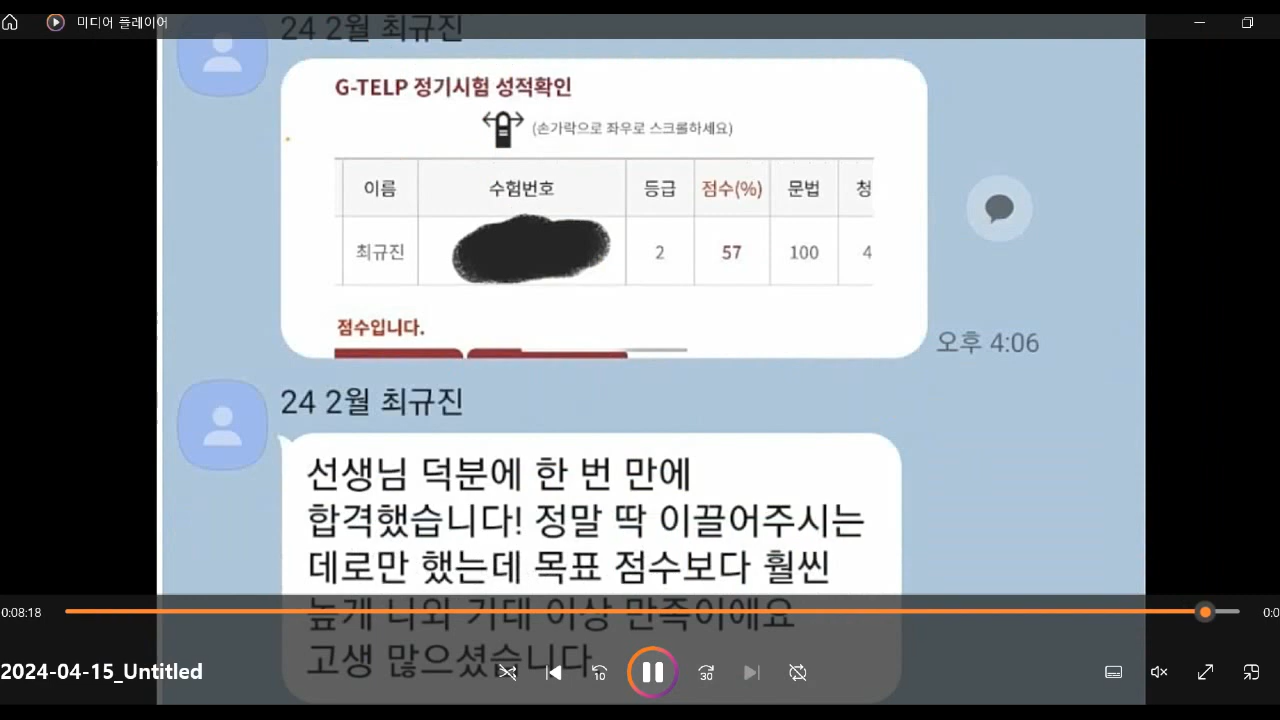 미디어 플레이어
24 2월 최규진
G-TELP 정기시험 성적확인
(손가락으로 좌우로 스크롤하세요)
이름 수험번호 등급 점수(%) 문법 청
최규진 2 57 100 4
점수입니다.
오후 4:06
24 2월 최규진
선생님 덕분에 한 번 만에
합격했습니다! 정말 딱 이끌어주시는
데로만 했는데 목표 점수보다 훨씬
높게 나와 기대 이상 만족이에요
0:08:18 0:0
고생 많으셨습니다
2024-04-15_Untitled
10
30